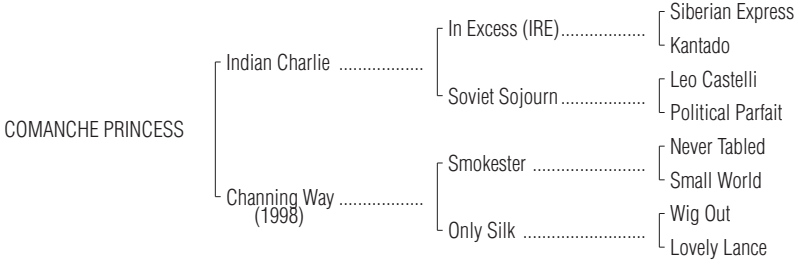 Siberian Express
In Excess (IRE)..................
Kantado
Indian Charlie ..................
Leo Castelli
Soviet Sojourn..................
Political Parfait
COMANCHE PRINCESS
Never Tabled
Smokester ........................
Small World
Channing Way ..................
(1998)
Wig Out
Only Silk ..........................
Lovely Lance